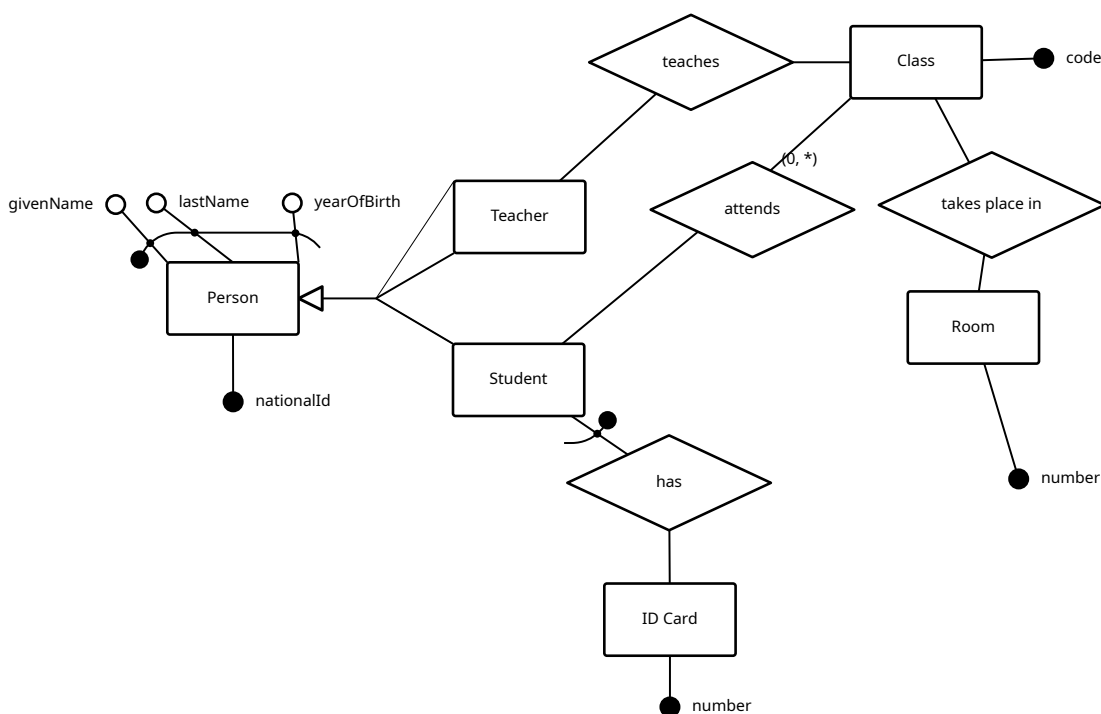 teaches
Class
code
(0, *)
givenName
lastName
yearOfBirth
Teacher
attends
takes place in
Person
Room
Student
nationalId
number
has
ID Card
number